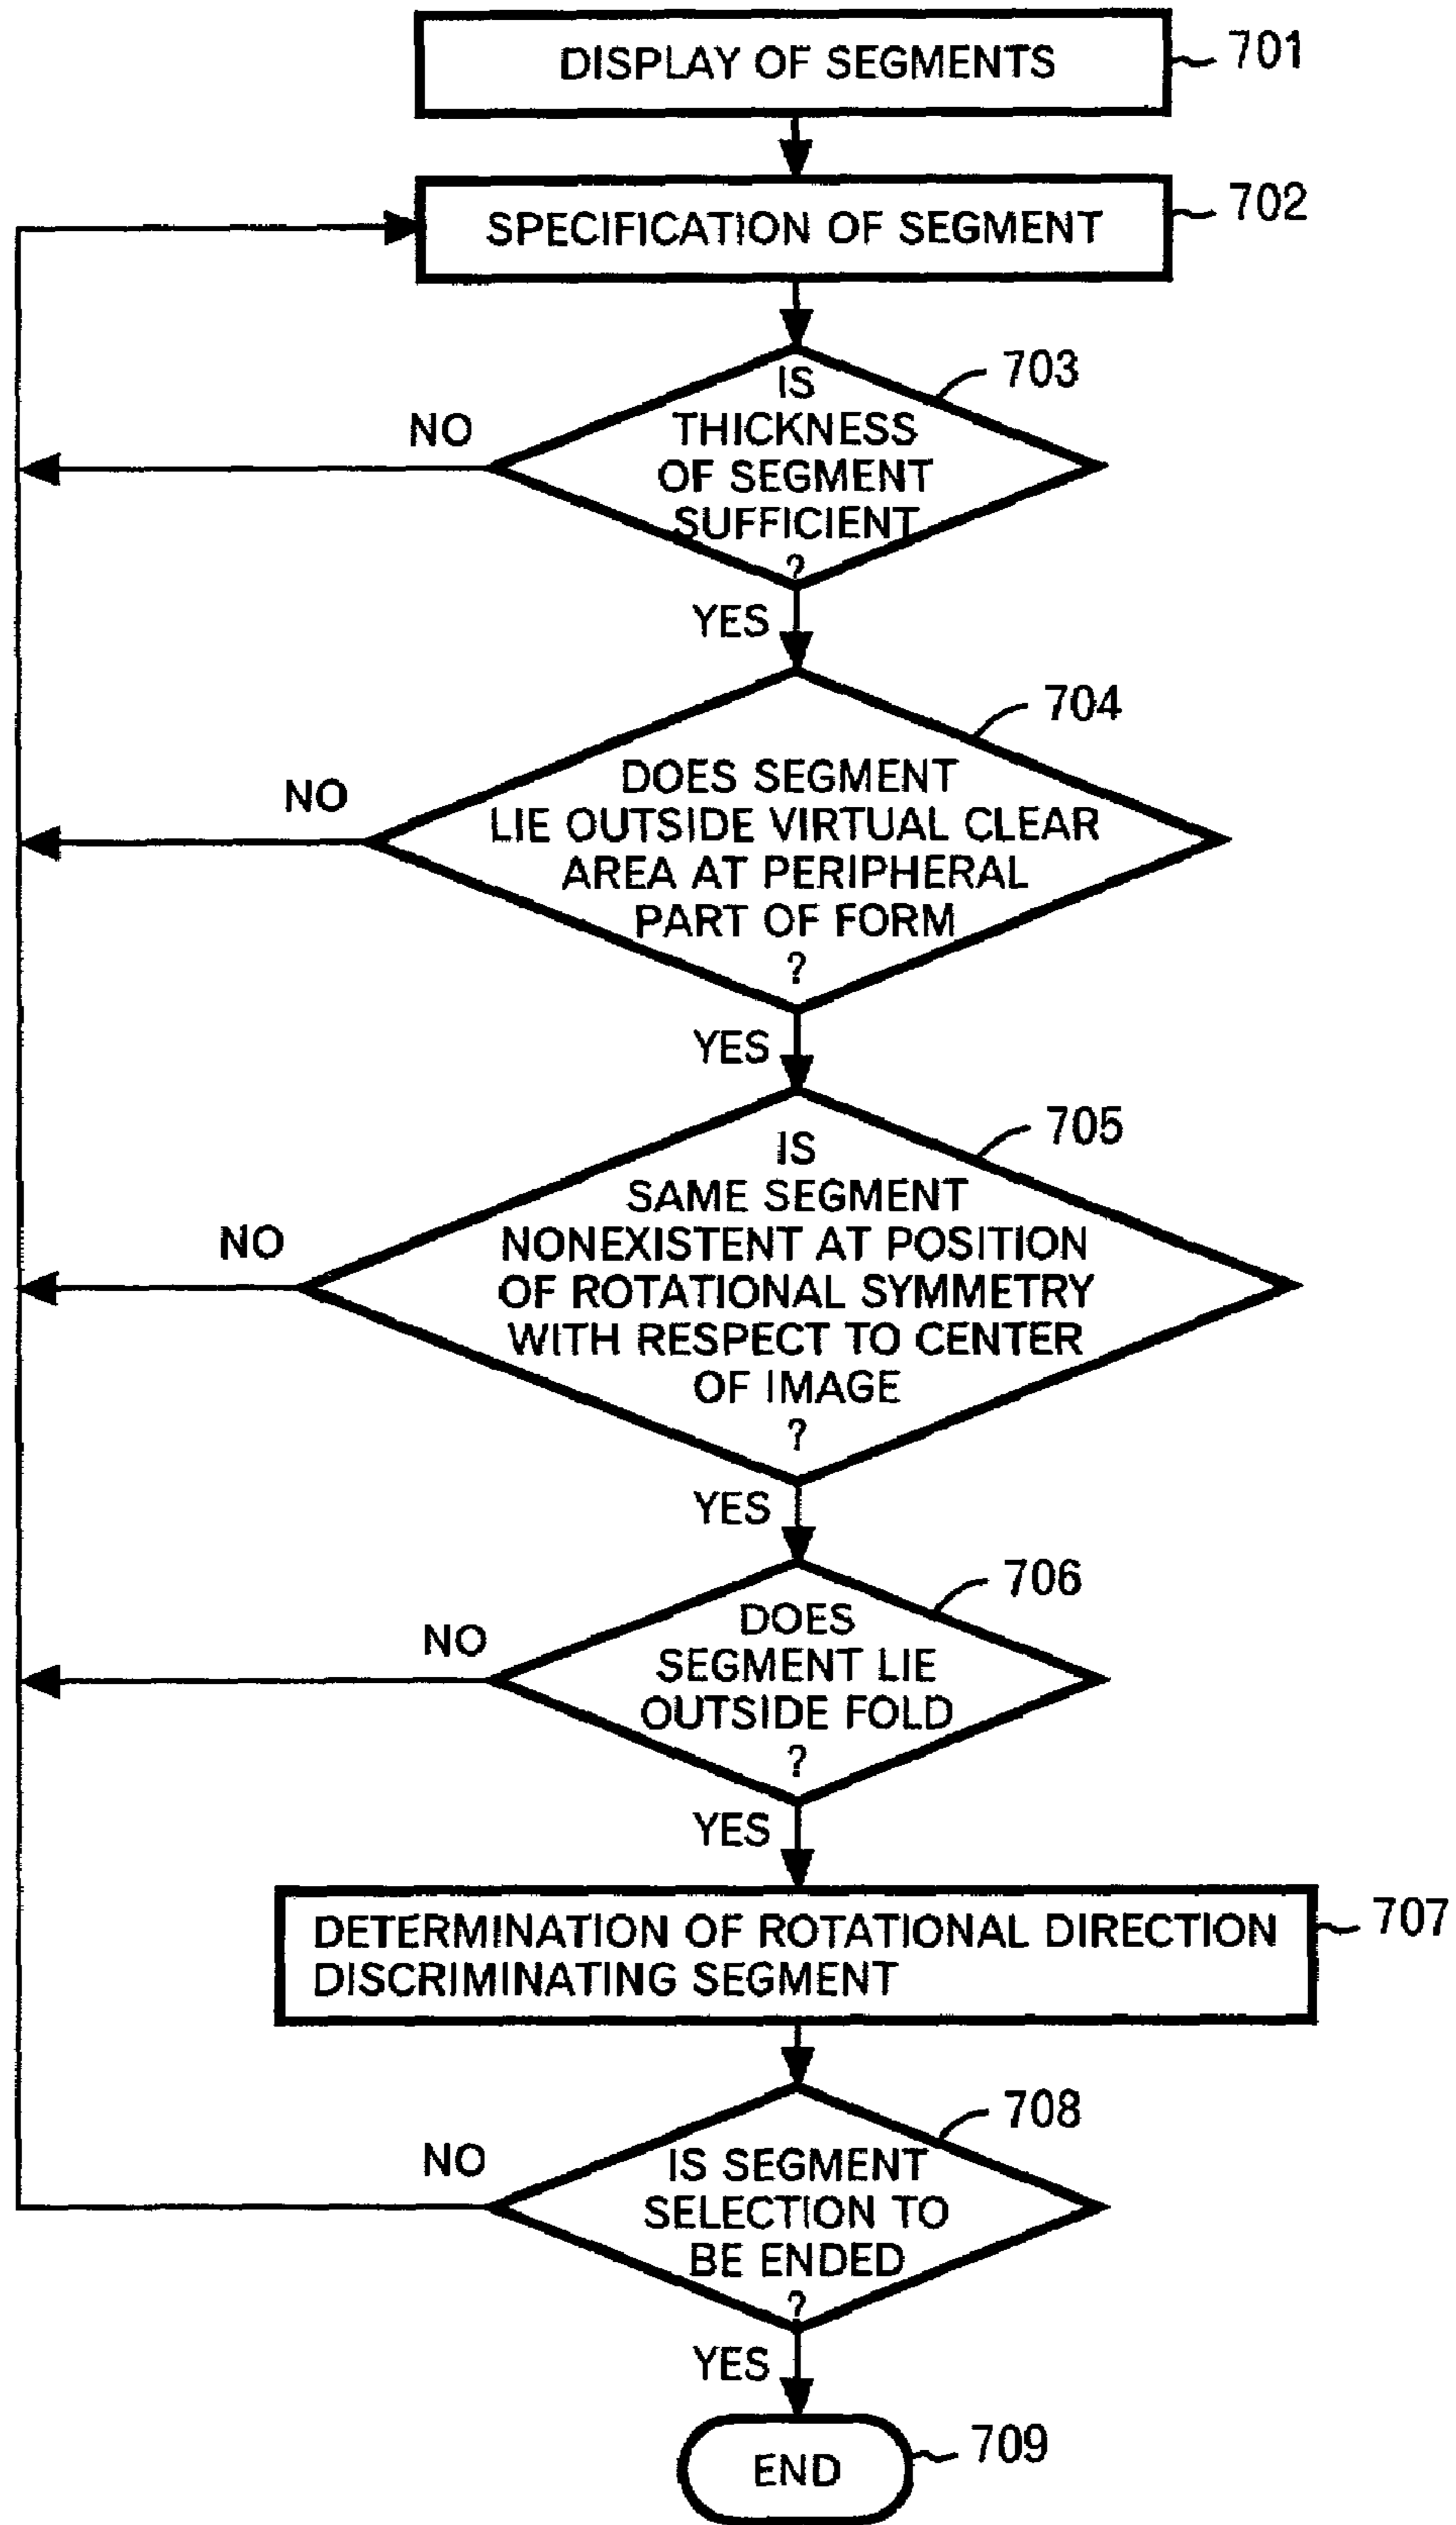 DISPLAY OF SEGMENTS
701
SPECIFICATION OF SEGMENT
702
IS
THICKNESS
OF SEGMENT
SUFFICIENT
?
703
NO
YES
DOES SEGMENT
LIE OUTSIDE VIRTUAL CLEAR
AREA AT PERIPHERAL
PART OF FORM
?
704
NO
YES
IS
SAME SEGMENT
NONEXISTENT AT POSITION
OF ROTATIONAL SYMMETRY
WITH RESPECT TO CENTER
OF IMAGE
?
705
NO
YES
DOES
SEGMENT LIE
OUTSIDE FOLD
?
706
NO
YES
DETERMINATION OF ROTATIONAL DIRECTION
DISCRIMINATING SEGMENT
707
IS SEGMENT
SELECTION TO
BE ENDED
?
708
NO
YES
END
709